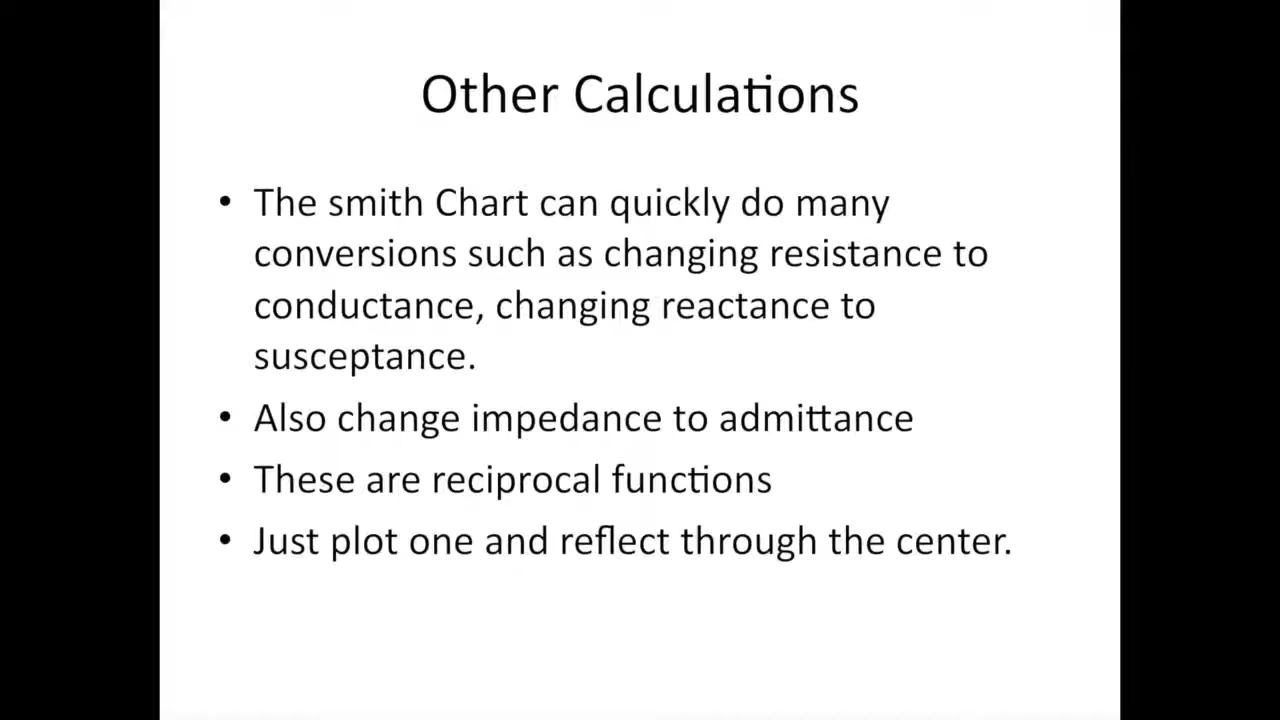 Other Calculations
• The smith Chart can quickly do many
conversions such as changing resistance to
conductance, changing reactance to
susceptance.
• Also change impedance to admittance
• These are reciprocal functions
• Just plot one and reflect through the center.